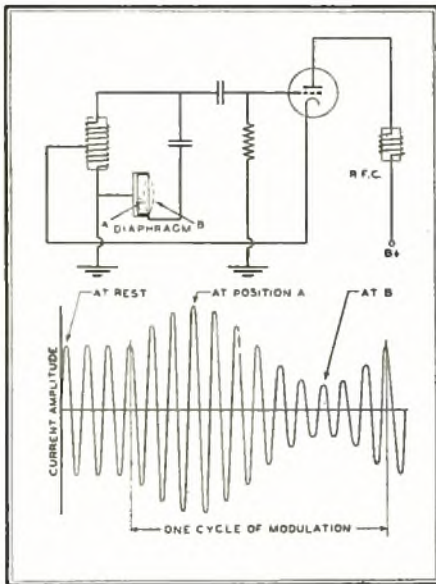 R.F.C.
A B
DIAPHRAGM
B+
AT REST
AT POSITION A
AT B
CURRENT AMPLITUDE
ONE CYCLE OF MODULATION